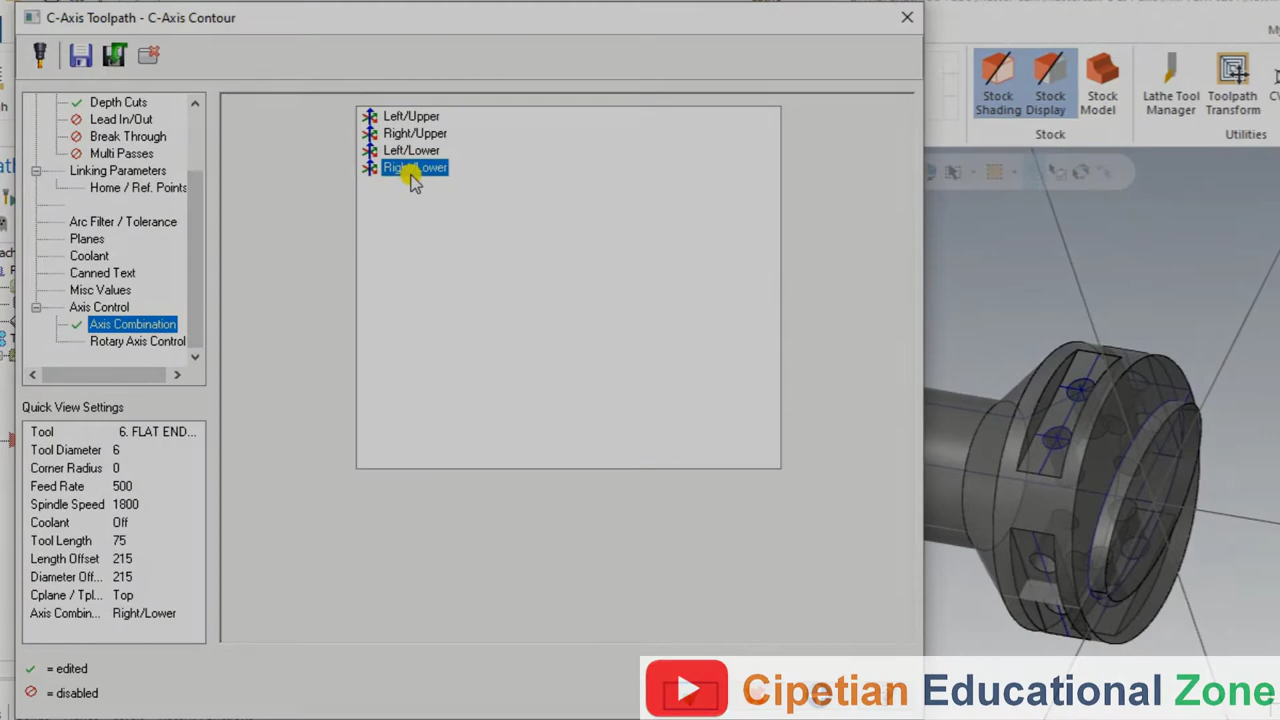 C-Axis Toolpath - C-Axis Contour
Depth Cuts
Lead In/Out
Break Through
Multi Passes
Linking Parameters
Home / Ref. Points
Arc Filter / Tolerance
Planes
Coolant
Canned Text
Misc Values
Axis Control
Axis Combination
Rotary Axis Control
Left/Upper
Right/Upper
Left/Lower
Right/Lower
Quick View Settings
Tool 6. FLAT END...
Tool Diameter 6
Corner Radius 0
Feed Rate 500
Spindle Speed 1800
Coolant Off
Tool Length 75
Length Offset 215
Diameter Off... 215
Cplane / Tpl... Top
Axis Combin... Right/Lower
= edited
= disabled
Stock Shading
Stock Display
Stock Model
Lathe Tool Manager
Toolpath Transform
Stock
Utilities
Cipetian Educational Zone